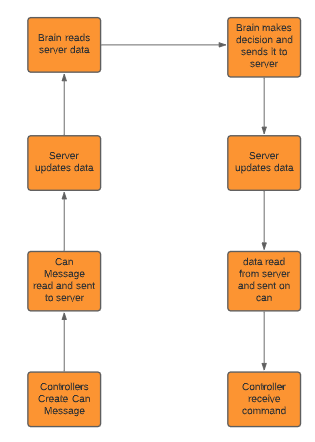 Brain reads
server data
Brain makes
decision and
sends it to
server
Server
updates data
Server
updates data
Can
Message
read and sent
to server
data read
from server
and sent on
can
Controllers
Create Can
Message
Controller
receive
command